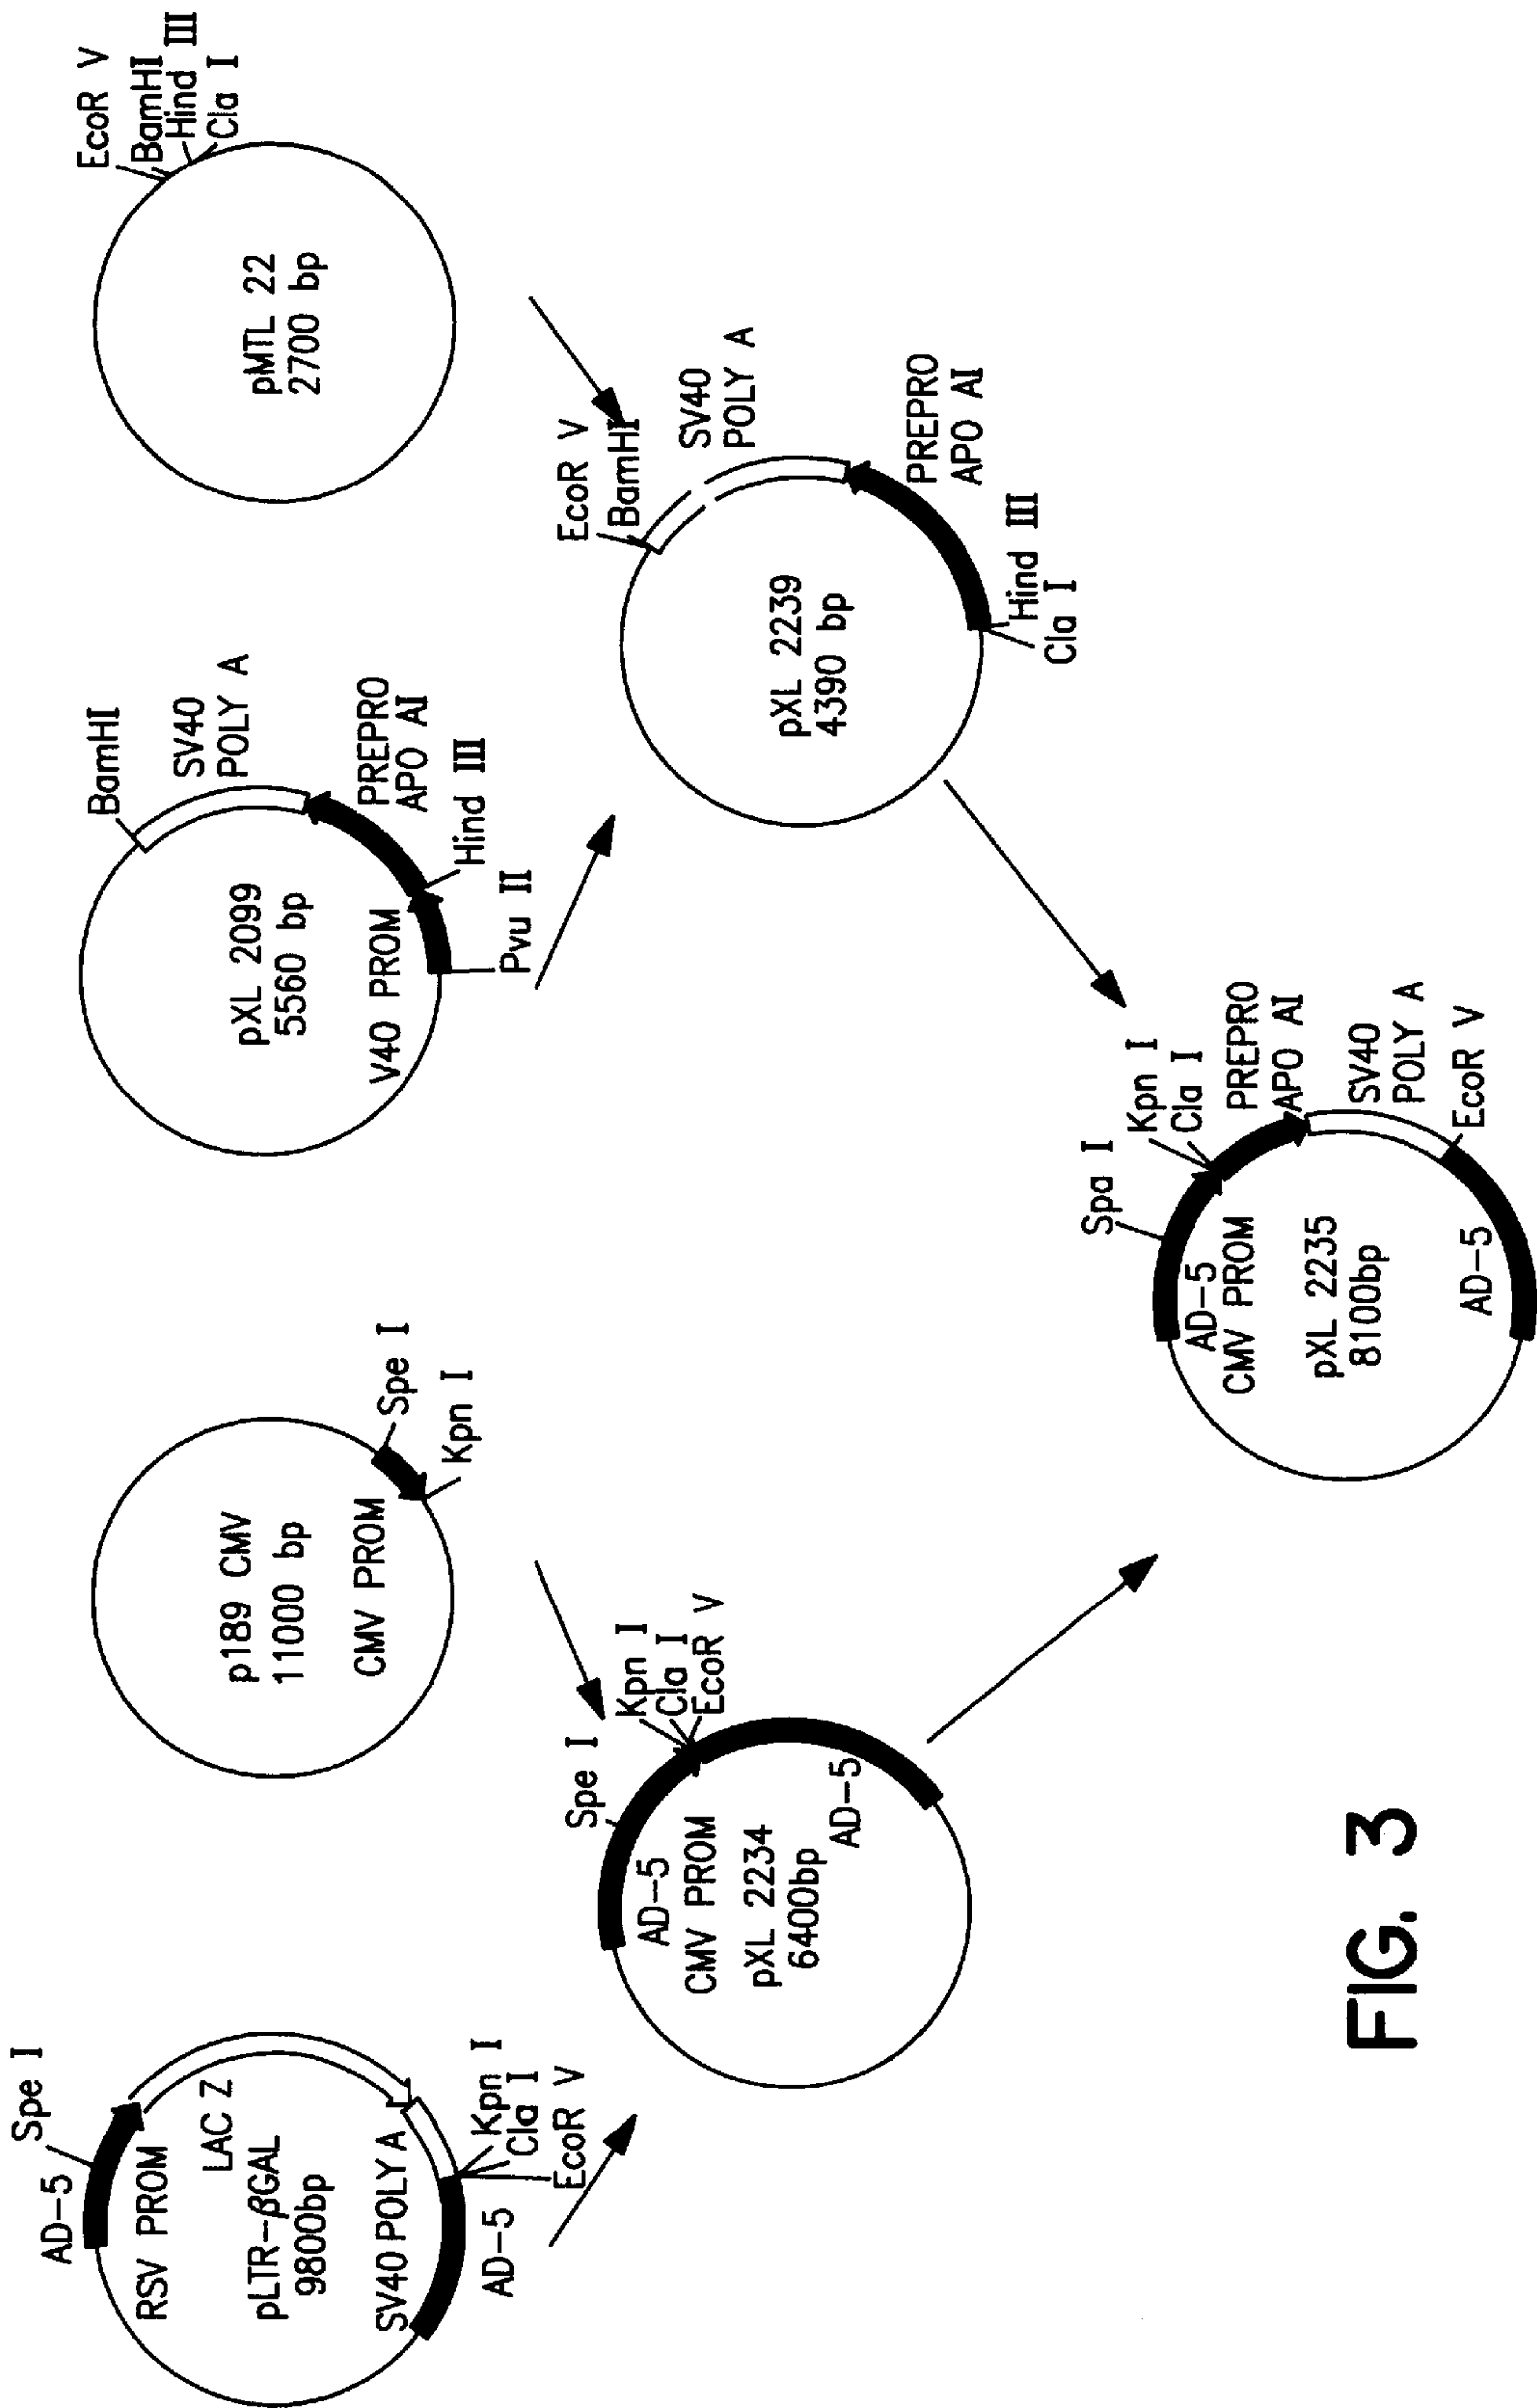 AD-5
Spe I
RSV PROM
LAC Z
pLTR-βGAL
9800bp
SV40 POLY A
Kpn I
Cla I
EcoR V
AD-5
p189 CMV
11000 bp
CMV PROM
Spe I
Kpn I
pXL 2099
5560 bp
V40 PROM
BamHI
SV40
POLY A
PREPRO
APO AI
Hind III
Pvu II
pMTL 22
2700 bp
EcoR V
BamHI
Hind III
Cla I
Spe I
Kpn I
Cla I
EcoR V
AD-5
CMV PROM
pXL 2234
6400bp
AD-5
EcoR V
BamHI
SV40
POLY A
pXL 2239
4390 bp
PREPRO
APO AI
Hind III
Cla I
Spa I
Kpn I
Cla I
PREPRO
APO AI
AD-5
CMV PROM
pXL 2235
8100bp
SV40
POLY A
EcoR V
AD-5
FIG. 3